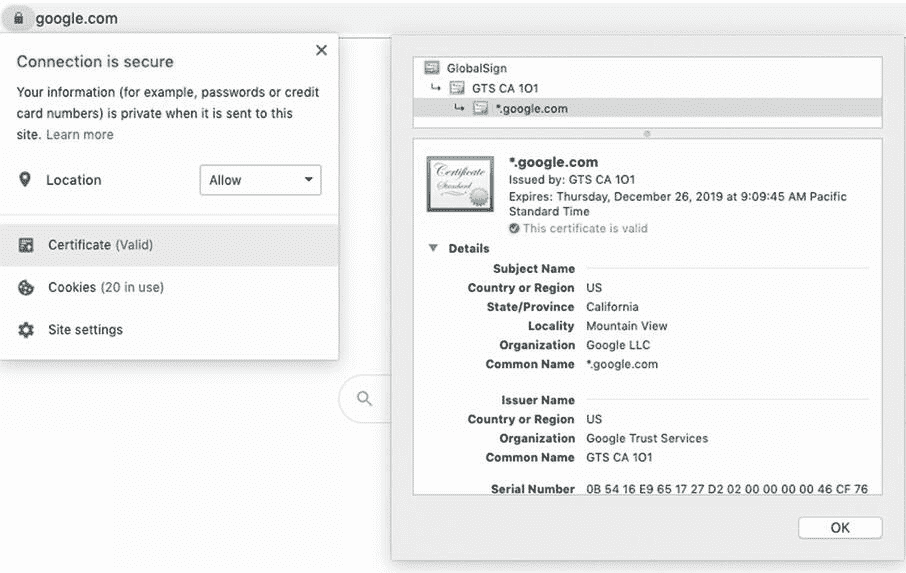 google.com
Connection is secure
Your information (for example, passwords or credit
card numbers) is private when it is sent to this
site. Learn more
Location
Allow
Certificate (Valid)
Cookies (20 in use)
Site settings
GlobalSign
GTS CA 1O1
*.google.com
Certificate
Standard
*.google.com
Issued by: GTS CA 1O1
Expires: Thursday, December 26, 2019 at 9:09:45 AM Pacific
Standard Time
This certificate is valid
Details
Subject Name
Country or Region US
State/Province California
Locality Mountain View
Organization Google LLC
Common Name *.google.com
Issuer Name
Country or Region US
Organization Google Trust Services
Common Name GTS CA 1O1
Serial Number 0B 54 16 E9 65 17 27 D2 02 00 00 00 00 46 CF 76
OK